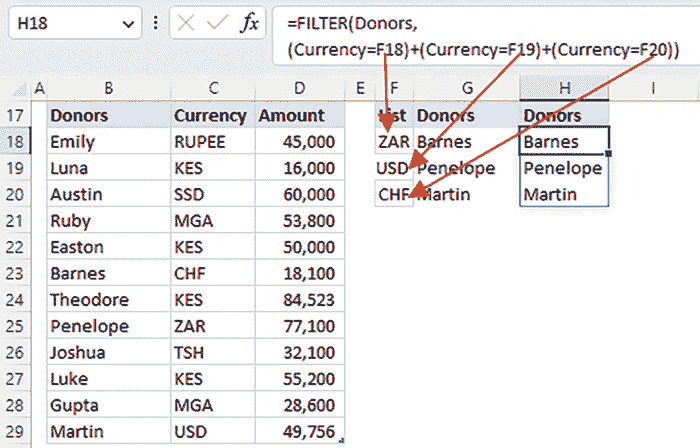 H18
fx
=FILTER(Donors,
(Currency=F18)+(Currency=F19)+(Currency=F20))
A B C D E F G H I
17 Donors Currency Amount List Donors Donors
18 Emily RUPEE 45,000 ZAR Barnes Barnes
19 Luna KES 16,000 USD Penelope Penelope
20 Austin SSD 60,000 CHF Martin Martin
21 Ruby MGA 53,800
22 Easton KES 50,000
23 Barnes CHF 18,100
24 Theodore KES 84,523
25 Penelope ZAR 77,100
26 Joshua TSH 32,100
27 Luke KES 55,200
28 Gupta MGA 28,600
29 Martin USD 49,756